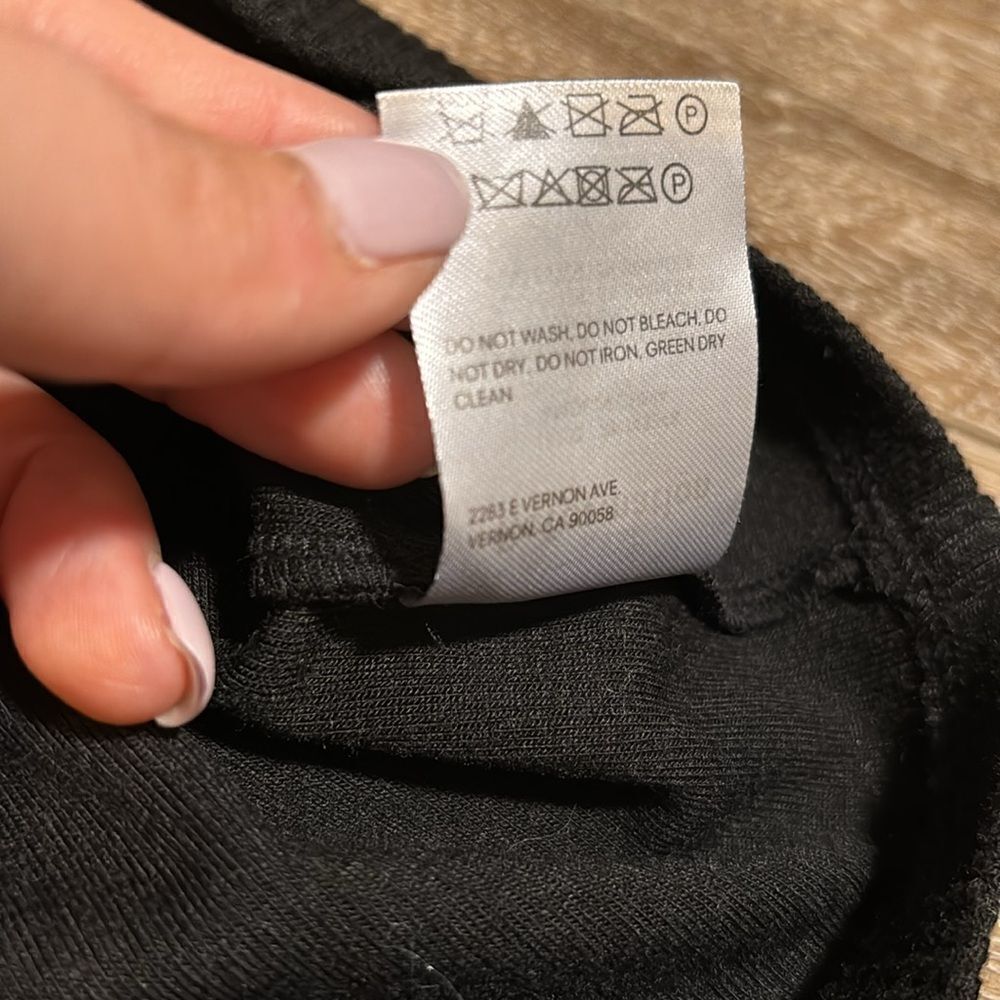 P
P
DO NOT WASH, DO NOT BLEACH, DO
NOT DRY, DO NOT IRON, GREEN DRY
CLEAN
2263 E VERNON AVE.
VERNON, CA 90058